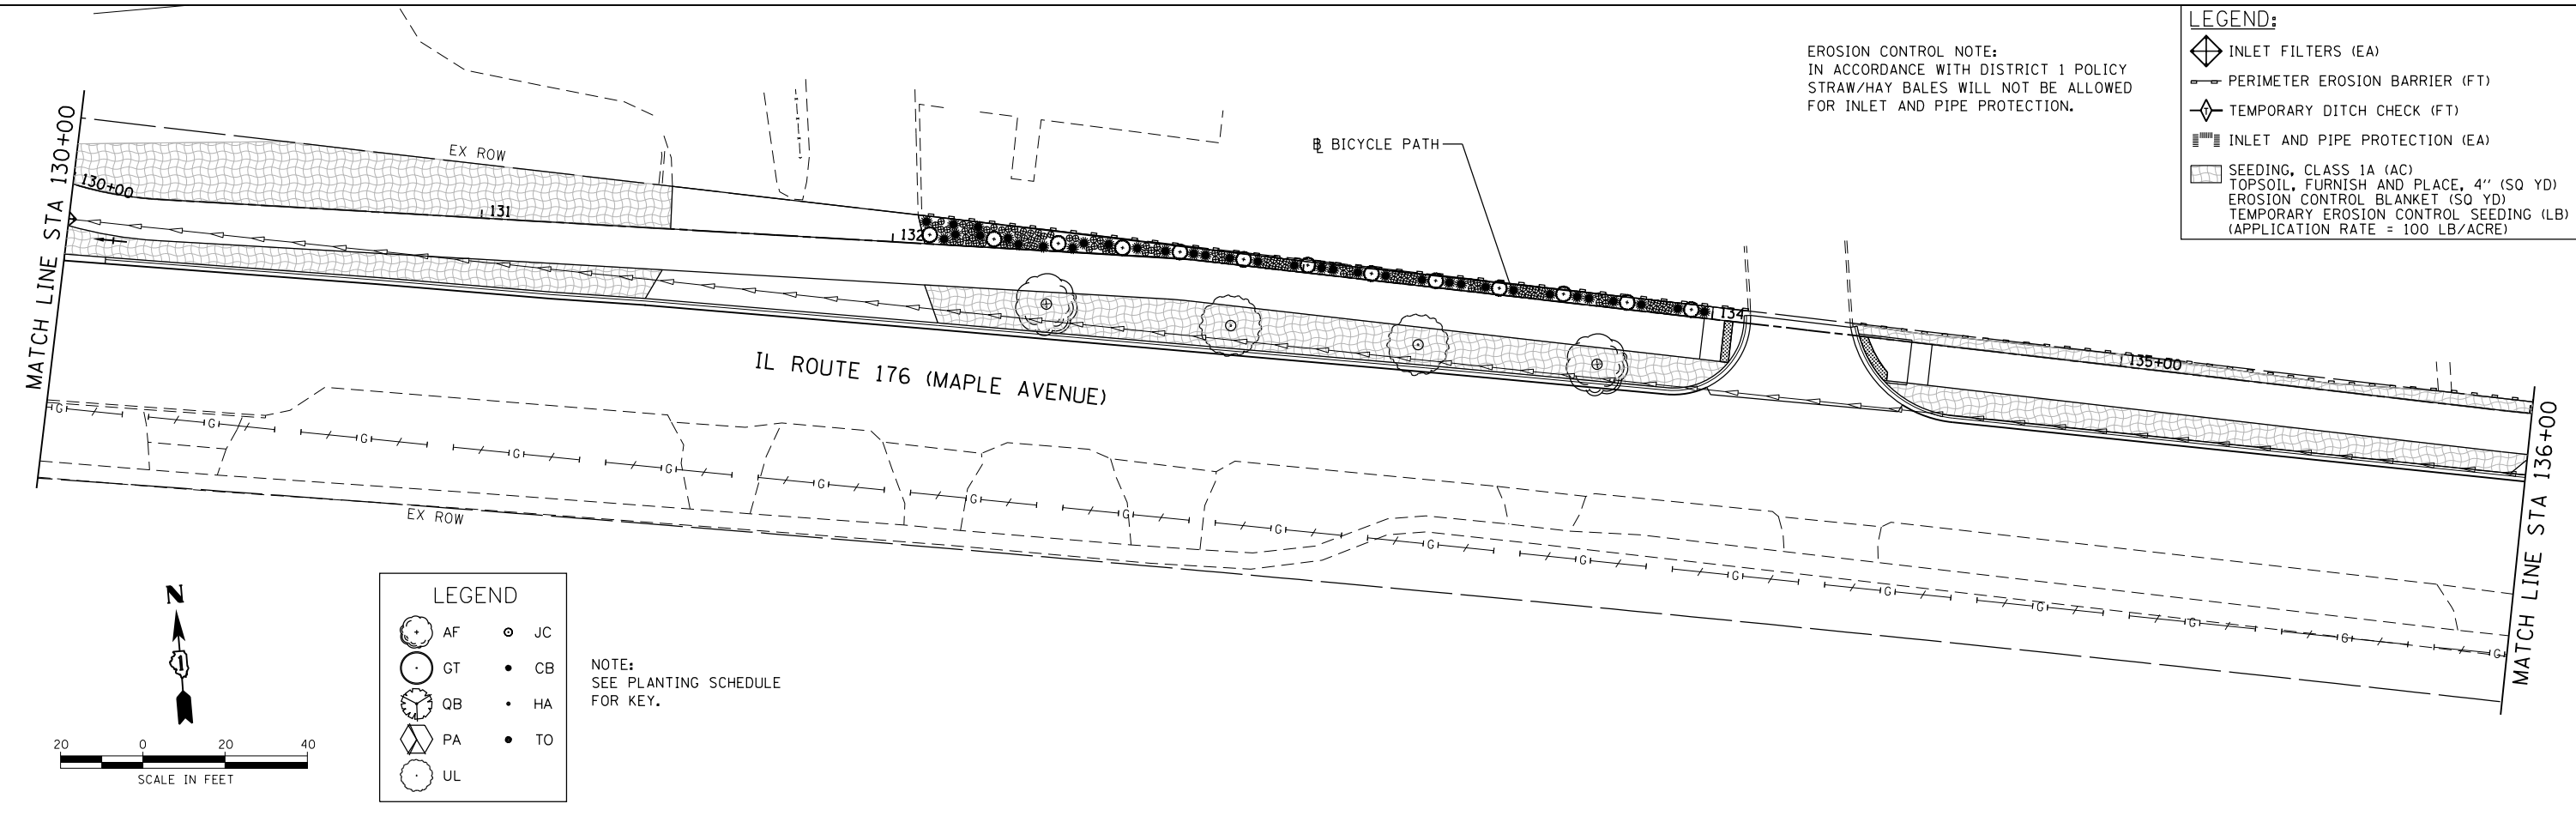 LEGEND:
INLET FILTERS (EA)
PERIMETER EROSION BARRIER (FT)
TEMPORARY DITCH CHECK (FT)
INLET AND PIPE PROTECTION (EA)
SEEDING, CLASS 1A (AC)
TOPSOIL, FURNISH AND PLACE, 4" (SQ YD)
EROSION CONTROL BLANKET (SQ YD)
TEMPORARY EROSION CONTROL SEEDING (LB)
(APPLICATION RATE = 100 LB/ACRE)
EROSION CONTROL NOTE:
IN ACCORDANCE WITH DISTRICT 1 POLICY
STRAW/HAY BALES WILL NOT BE ALLOWED
FOR INLET AND PIPE PROTECTION.
BL BICYCLE PATH
MATCH LINE STA 130+00
EX ROW
130+00
131
132
134
135+00
IL ROUTE 176 (MAPLE AVENUE)
MATCH LINE STA 136+00
G G G G G G G G G G G G G G G G G
EX ROW
N
1
20 0 20 40
SCALE IN FEET
LEGEND
AF JC
GT CB
QB HA
PA TO
UL
NOTE:
SEE PLANTING SCHEDULE
FOR KEY.